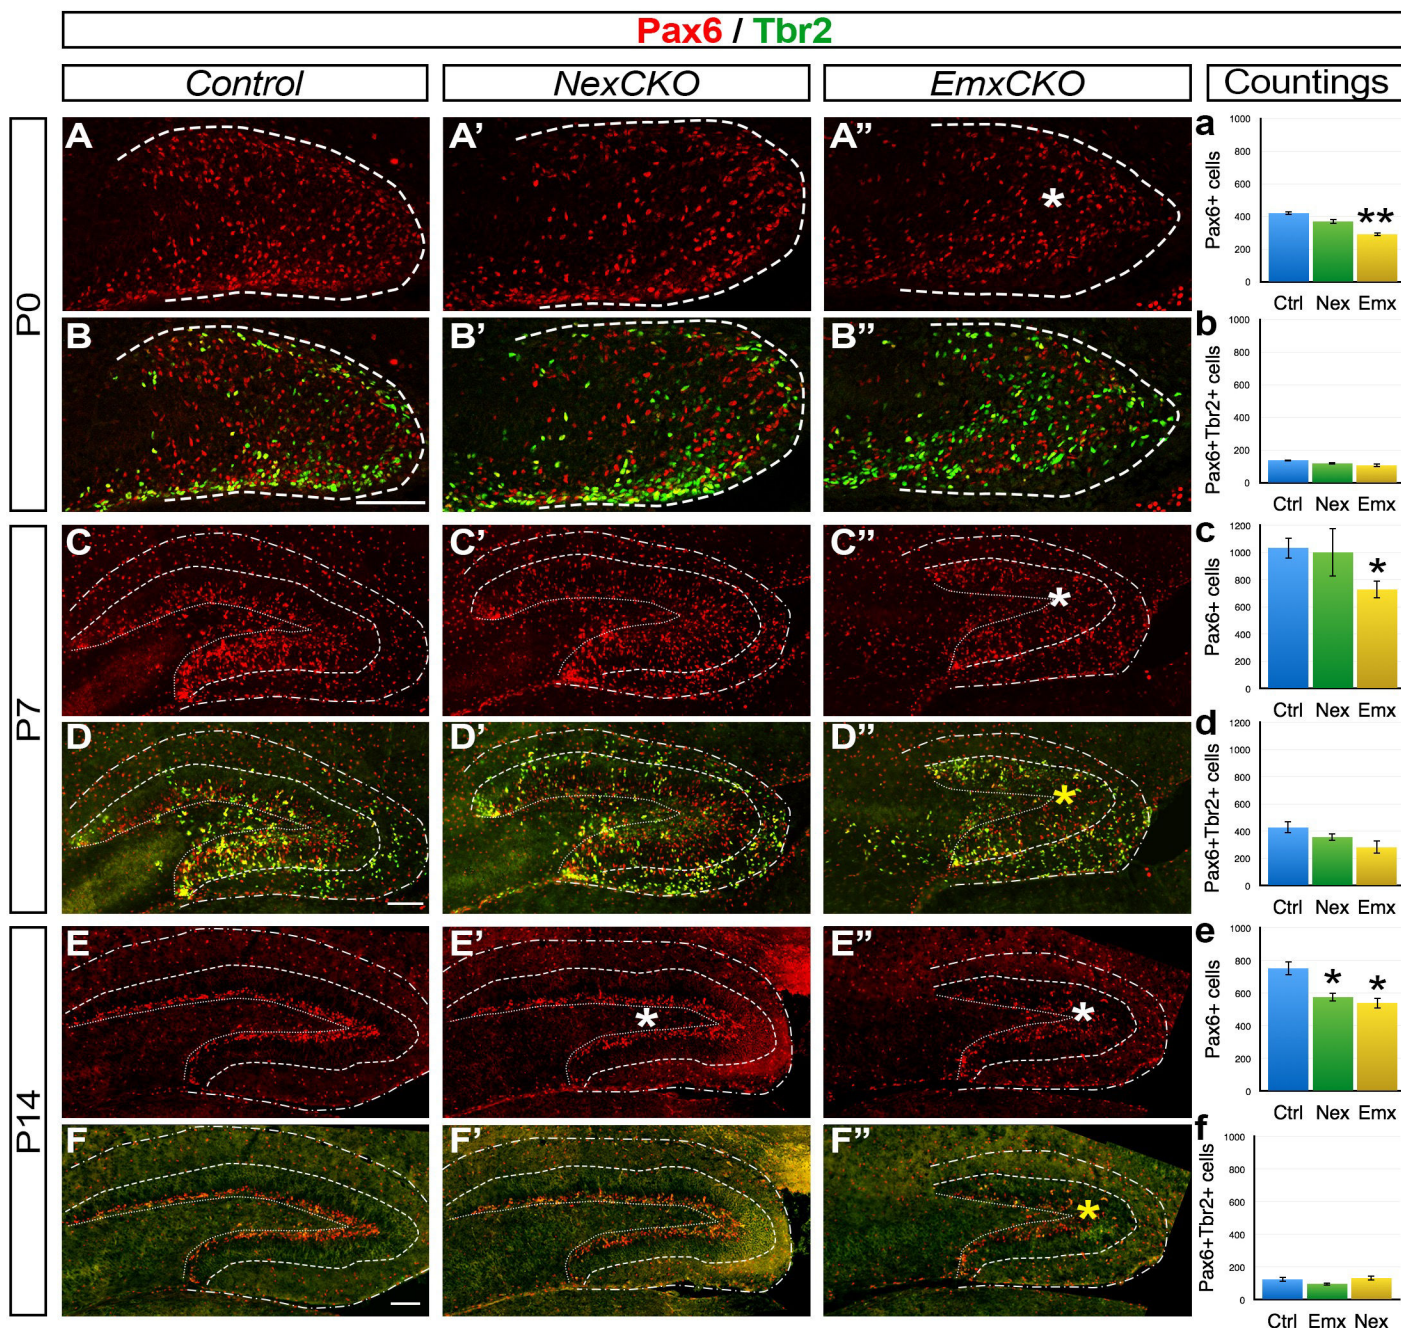 Pax6 / Tbr2
Control
NexCKO
EmxCKO
Countings
P0
A
A’
A”
a
Pax6+ cells
1000
800
600
400
200
0
**
Ctrl Nex Emx
*
B
B’
B”
b
Pax6+Tbr2+ cells
1000
800
600
400
200
0
Ctrl Nex Emx
P7
C
C’
C”
*
c
Pax6+ cells
1200
1000
800
600
400
200
0
*
Ctrl Nex Emx
D
D’
D”
*
d
Pax6+Tbr2+ cells
1200
1000
800
600
400
200
0
Ctrl Nex Emx
P14
E
E’
*
E”
*
e
Pax6+ cells
1000
800
600
400
200
0
* *
Ctrl Nex Emx
F
F’
F”
*
f
Pax6+Tbr2+ cells
1000
800
600
400
200
0
Ctrl Emx Nex